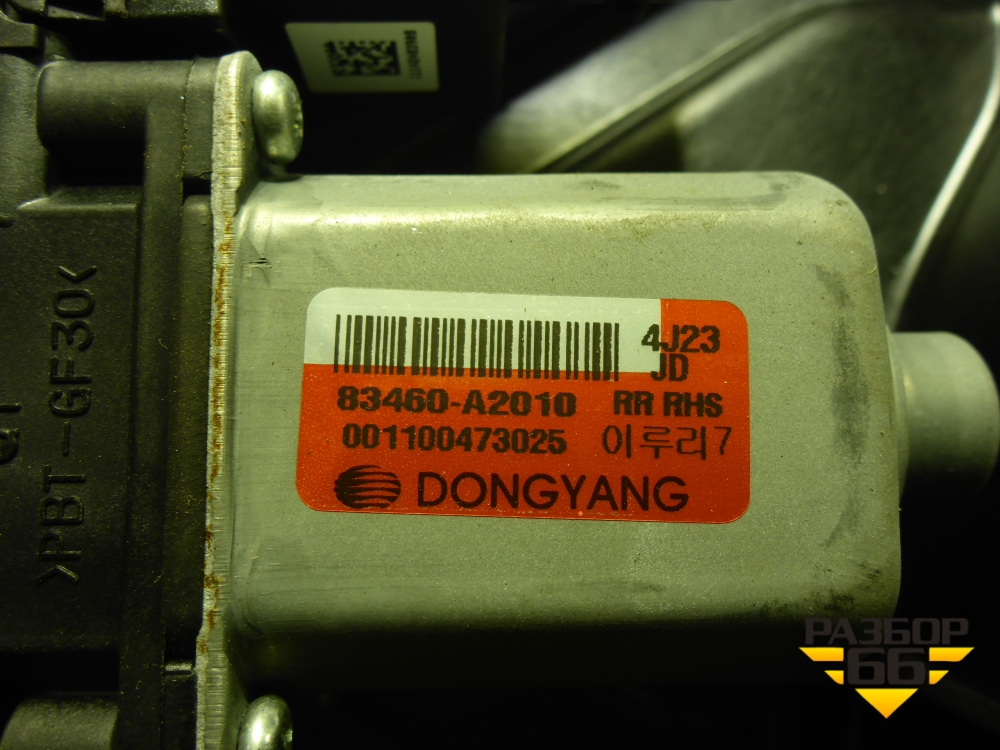 4J23
JD
83460-A2010 RR RHS
001100473025 이루리7
DONGYANG
>PBT-GF30<
РАЗБОР
66